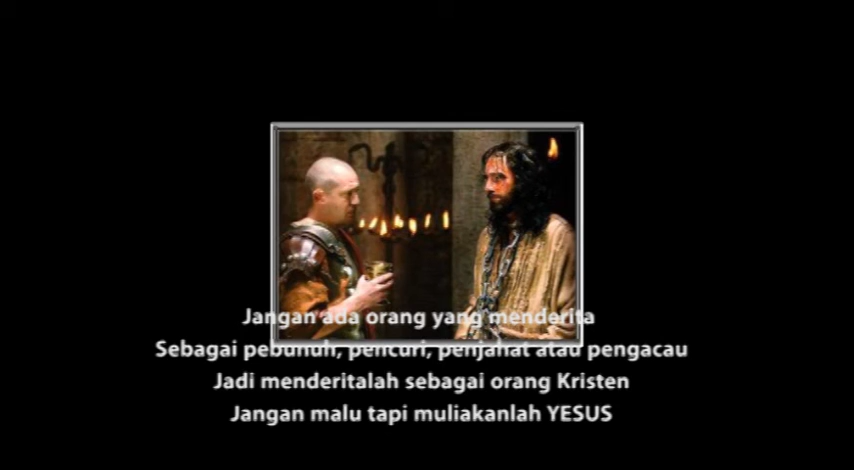 Jangan ada orang yang menderita
Sebagai pebunuh, pencuri, penjahat atau pengacau
Jadi menderitalah sebagai orang Kristen
Jangan malu tapi muliakanlah YESUS